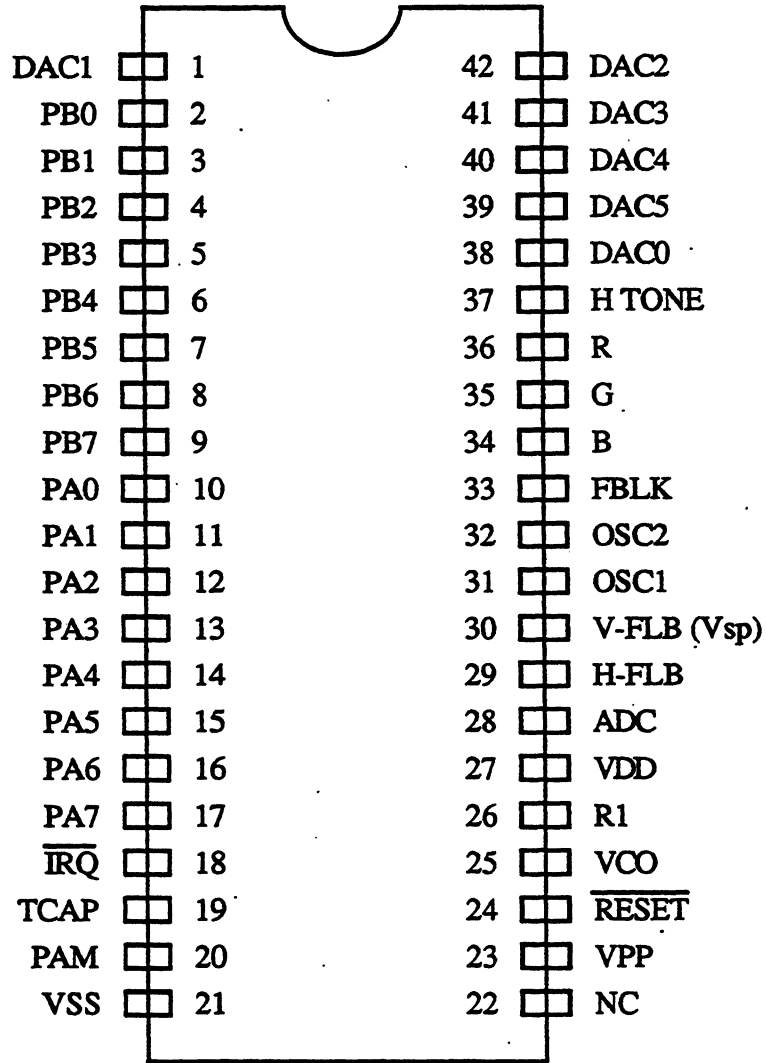 DAC1 1 42 DAC2
PB0 2 41 DAC3
PB1 3 40 DAC4
PB2 4 39 DAC5
PB3 5 38 DAC0
PB4 6 37 H TONE
PB5 7 36 R
PB6 8 35 G
PB7 9 34 B
PA0 10 33 FBLK
PA1 11 32 OSC2
PA2 12 31 OSC1
PA3 13 30 V-FLB (Vsp)
PA4 14 29 H-FLB
PA5 15 28 ADC
PA6 16 27 VDD
PA7 17 26 R1
I̅R̅Q̅ 18 25 VCO
TCAP 19 24 R̅E̅S̅E̅T̅
PAM 20 23 VPP
VSS 21 22 NC